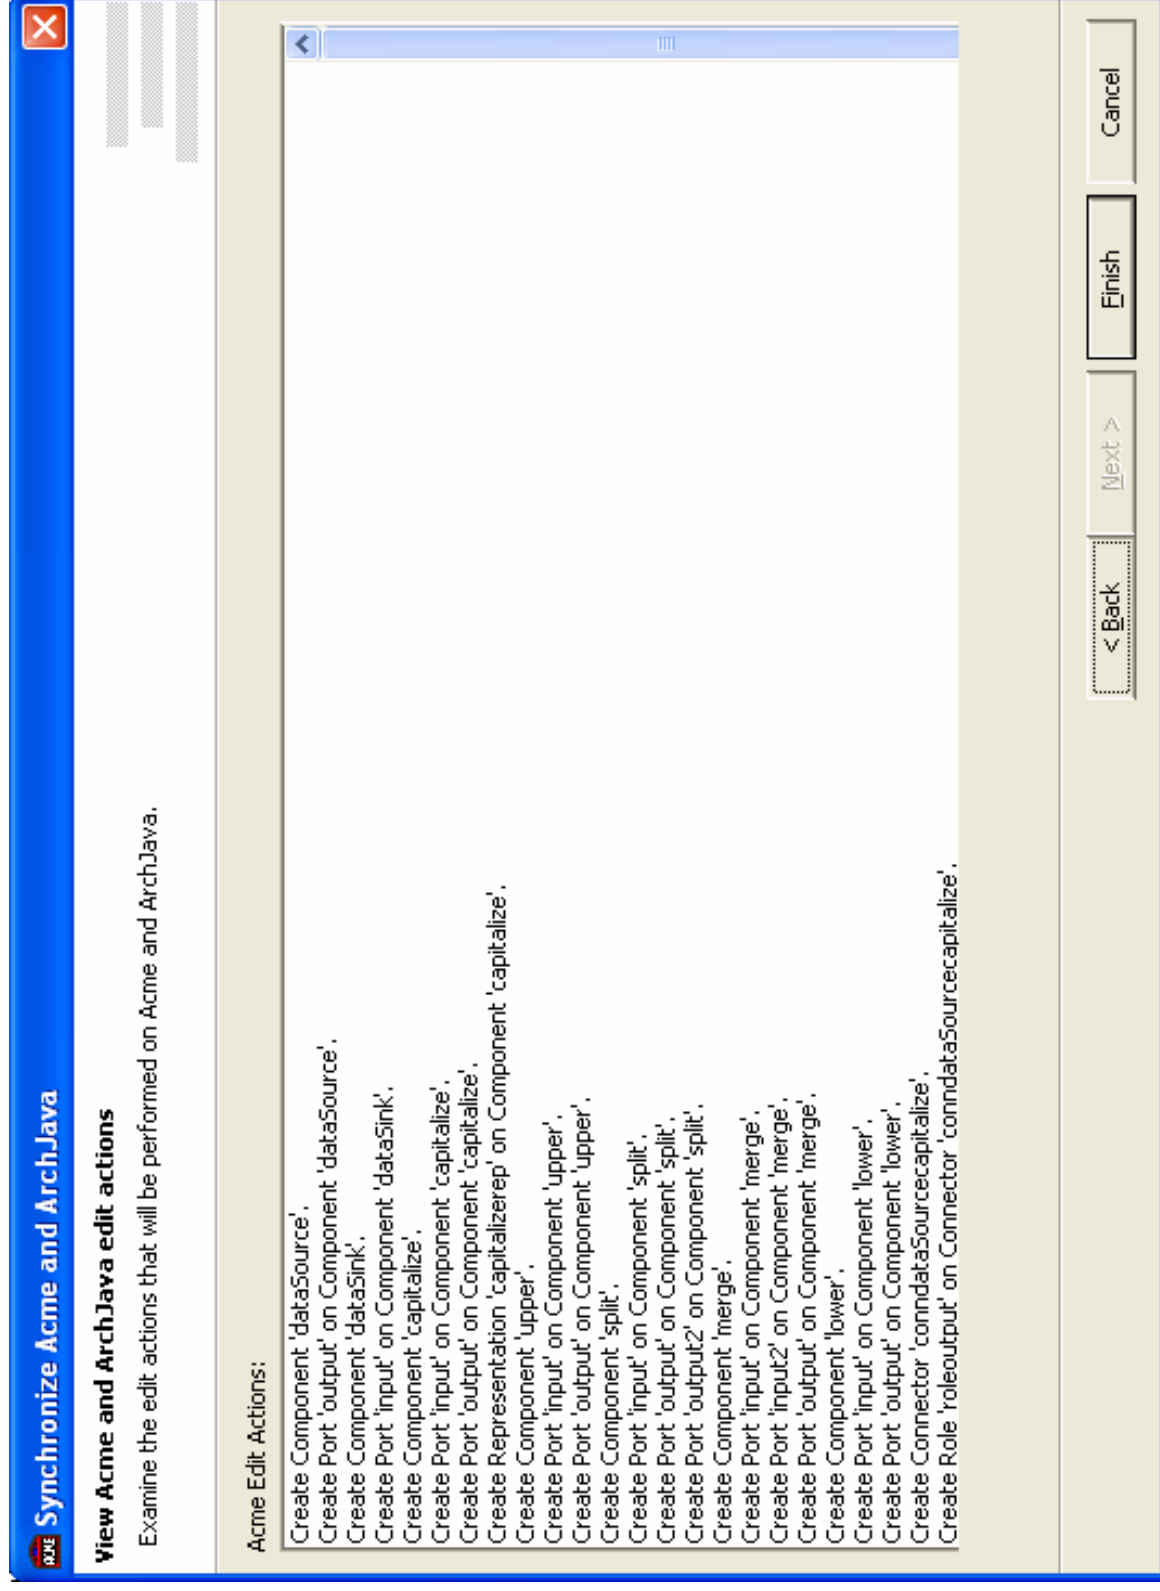 ACME
Synchronize Acme and ArchJava
View Acme and ArchJava edit actions
Examine the edit actions that will be performed on Acme and ArchJava.
Acme Edit Actions:
Create Component 'dataSource'.
Create Port 'output' on Component 'dataSource'.
Create Component 'dataSink'.
Create Port 'input' on Component 'dataSink'.
Create Component 'capitalize'.
Create Port 'input' on Component 'capitalize'.
Create Port 'output' on Component 'capitalize'.
Create Representation 'capitalizerep' on Component 'capitalize'.
Create Component 'upper'.
Create Port 'input' on Component 'upper'.
Create Port 'output' on Component 'upper'.
Create Component 'split'.
Create Port 'input' on Component 'split'.
Create Port 'output' on Component 'split'.
Create Port 'output2' on Component 'split'.
Create Component 'merge'.
Create Port 'input' on Component 'merge'.
Create Port 'input2' on Component 'merge'.
Create Port 'output' on Component 'merge'.
Create Component 'lower'.
Create Port 'input' on Component 'lower'.
Create Port 'output' on Component 'lower'.
Create Connector 'conndataSourcecapitalize'.
Create Role 'roleoutput' on Connector 'conndataSourcecapitalize'.
< Back
Next >
Finish
Cancel